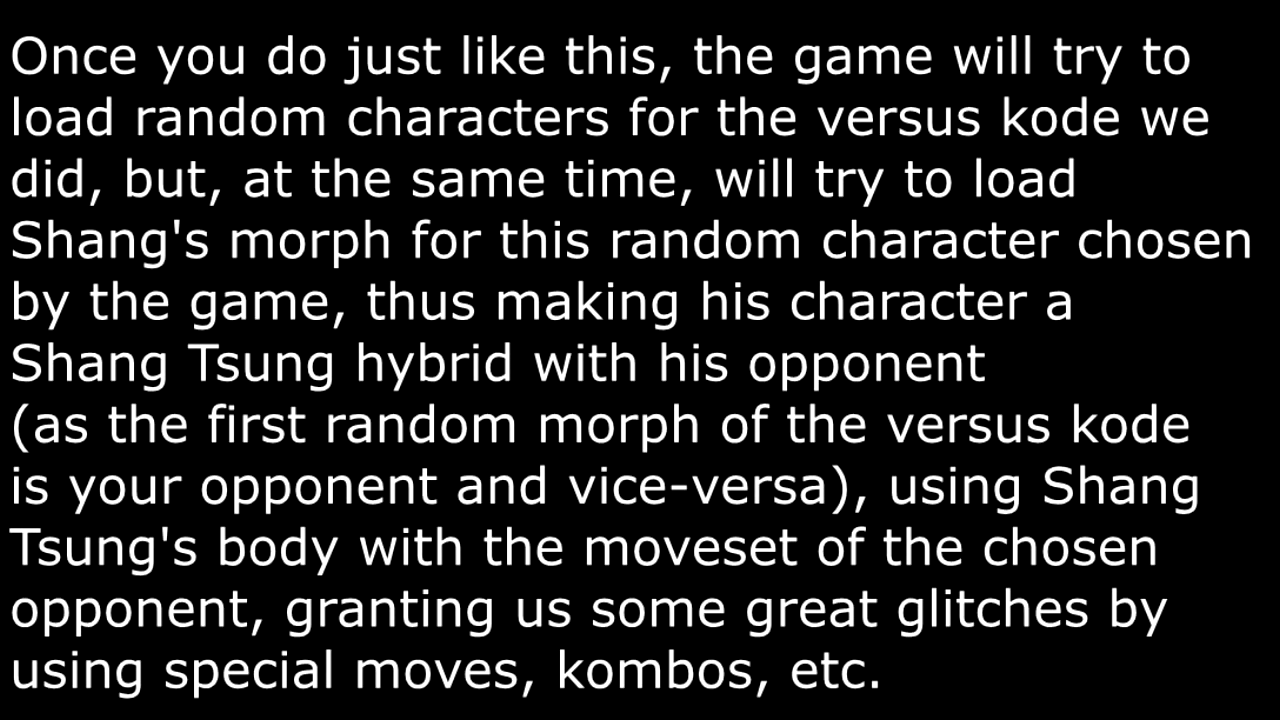 Once you do just like this, the game will try to
load random characters for the versus kode we
did, but, at the same time, will try to load
Shang's morph for this random character chosen
by the game, thus making his character a
Shang Tsung hybrid with his opponent
(as the first random morph of the versus kode
is your opponent and vice-versa), using Shang
Tsung's body with the moveset of the chosen
opponent, granting us some great glitches by
using special moves, kombos, etc.